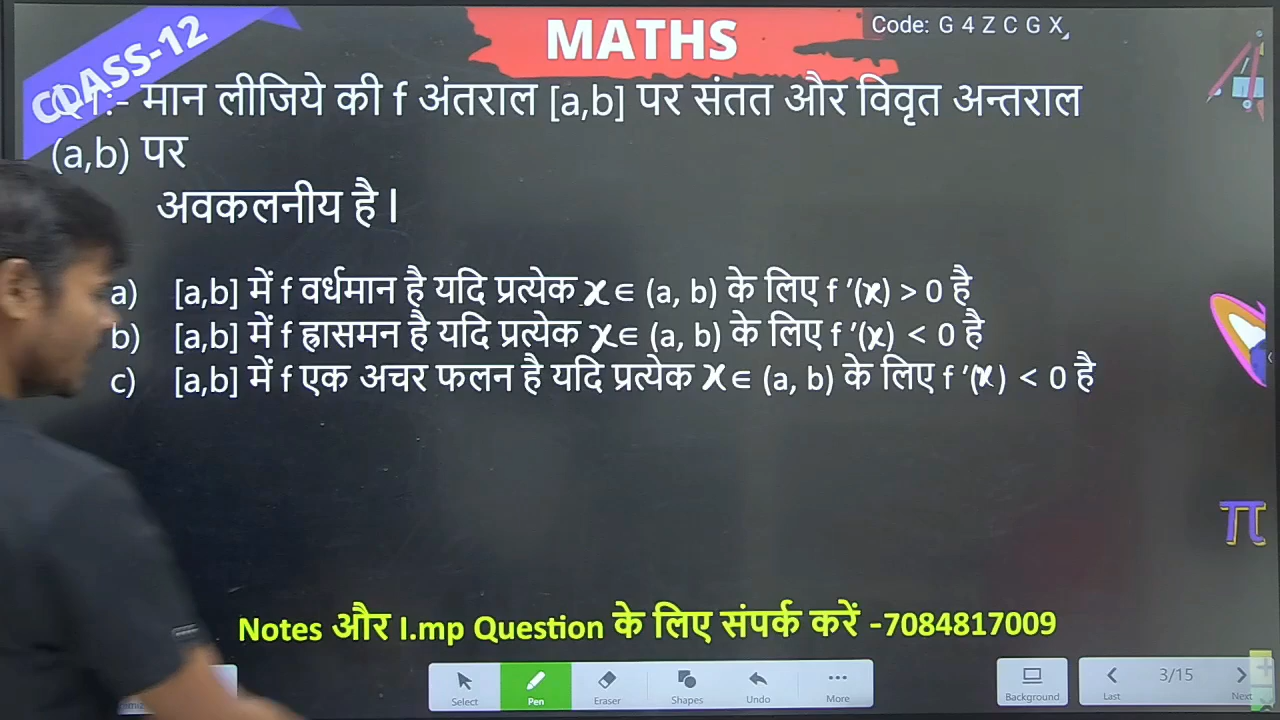 CLASS-12
MATHS
Code: G 4 Z C G X
Q 1:- मान लीजिये की f अंतराल [a,b] पर संतत और विवृत अन्तराल
(a,b) पर
अवकलनीय है I
a) [a,b] में f वर्धमान है यदि प्रत्येक x ∈ (a, b) के लिए f '(x) > 0 है
b) [a,b] में f ह्रासमन है यदि प्रत्येक x ∈ (a, b) के लिए f '(x) < 0 है
c) [a,b] में f एक अचर फलन है यदि प्रत्येक x ∈ (a, b) के लिए f '(x) < 0 है
π
Notes और I.mp Question के लिए संपर्क करें -7084817009
Select Pen Eraser Shapes Undo More Background Last 3/15 Next